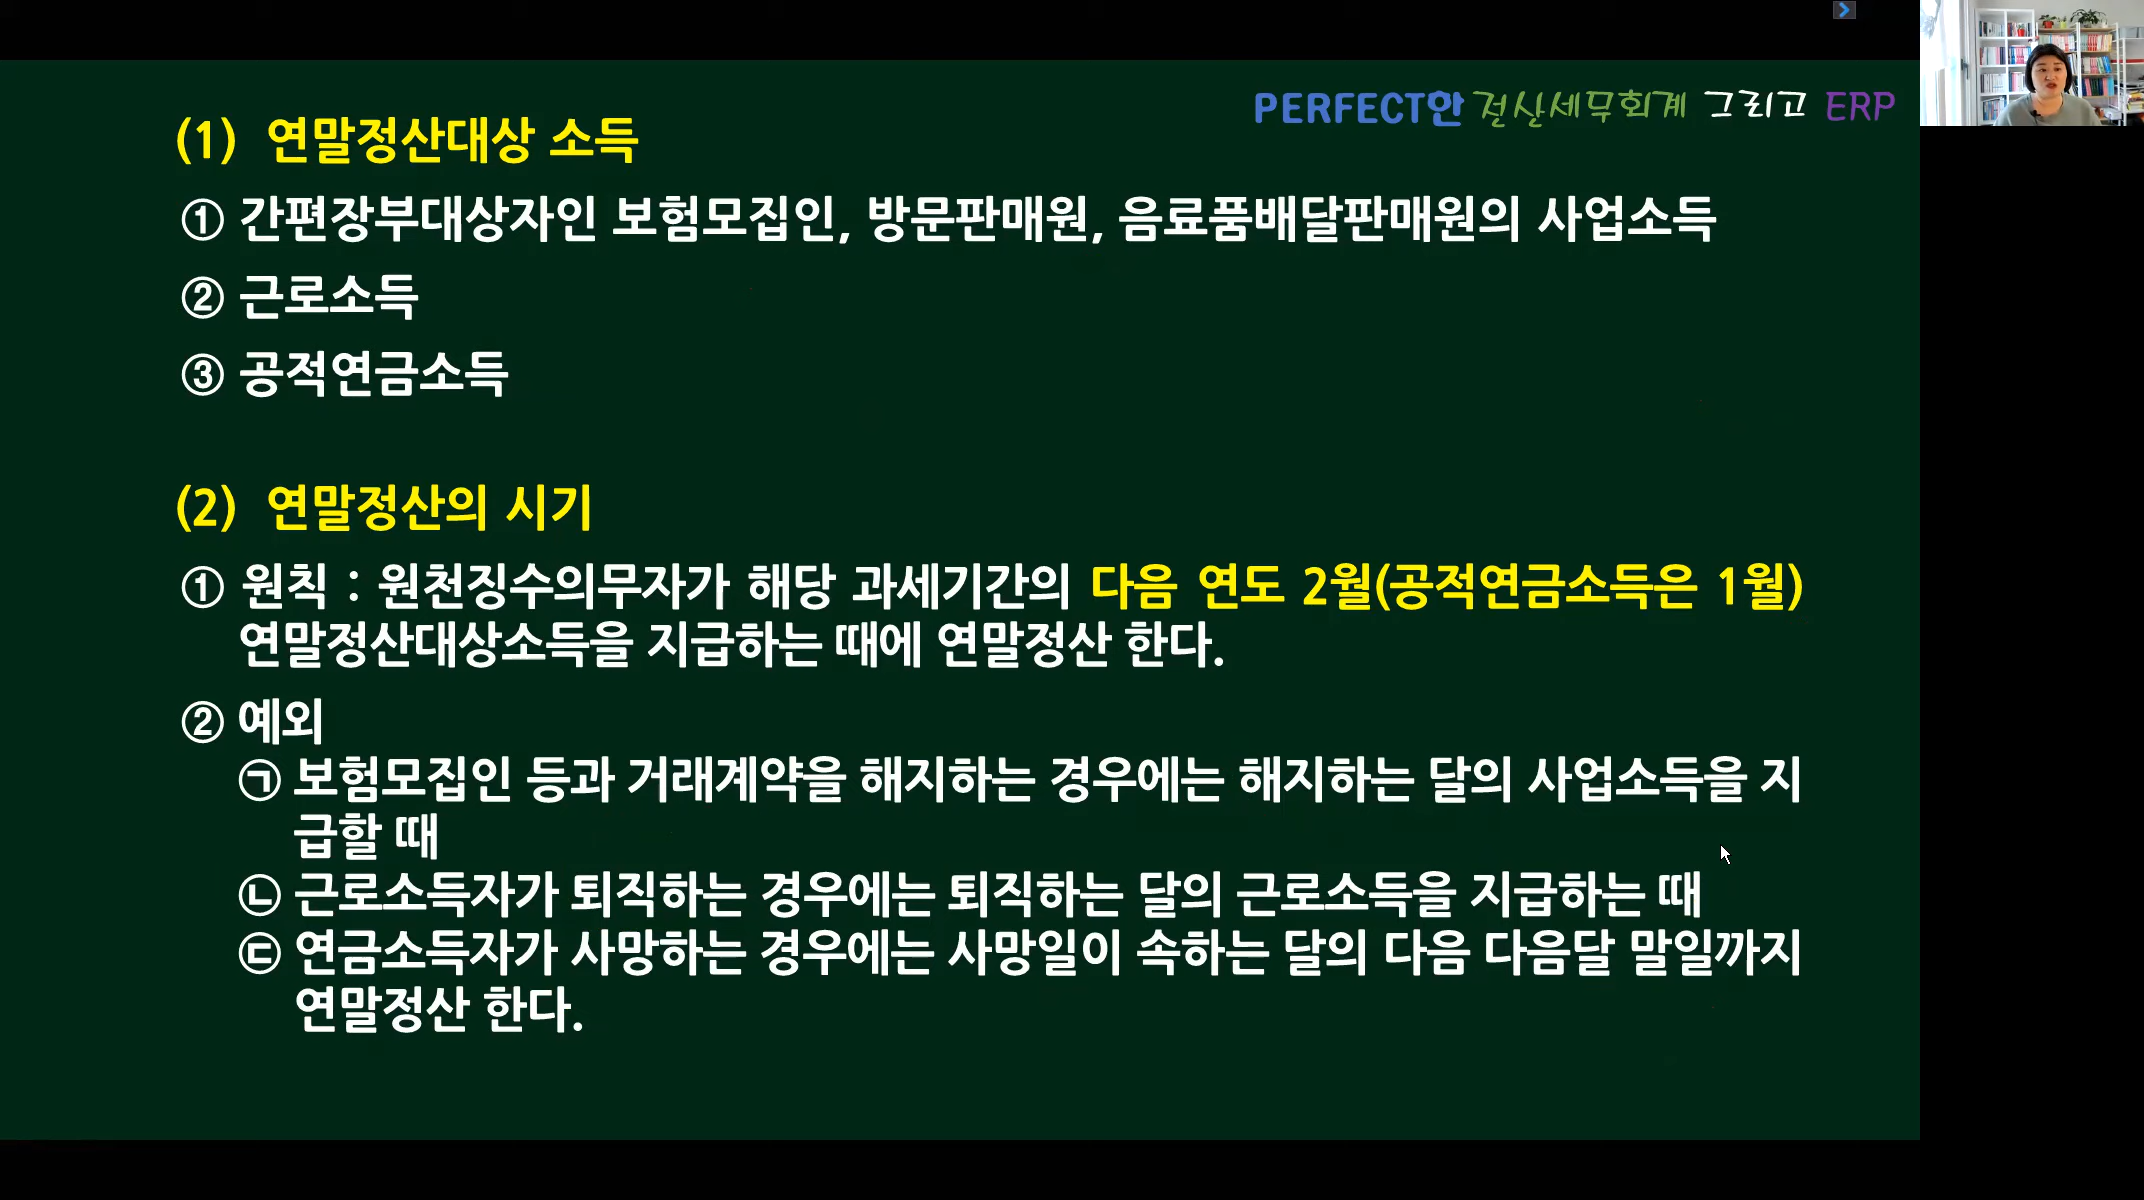 PERFECT한 전산세무회계 그리고 ERP
(1) 연말정산대상 소득
① 간편장부대상자인 보험모집인, 방문판매원, 음료품배달판매원의 사업소득
② 근로소득
③ 공적연금소득
(2) 연말정산의 시기
① 원칙 : 원천징수의무자가 해당 과세기간의 다음 연도 2월(공적연금소득은 1월)
연말정산대상소득을 지급하는 때에 연말정산 한다.
② 예외
㉠ 보험모집인 등과 거래계약을 해지하는 경우에는 해지하는 달의 사업소득을 지
급할 때
㉡ 근로소득자가 퇴직하는 경우에는 퇴직하는 달의 근로소득을 지급하는 때
㉢ 연금소득자가 사망하는 경우에는 사망일이 속하는 달의 다음 다음달 말일까지
연말정산 한다.